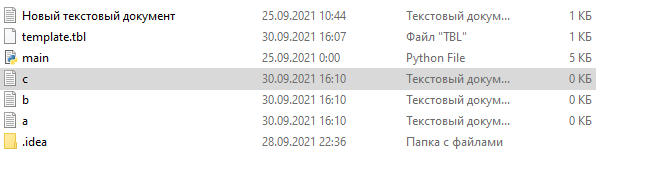 Новый текстовый документ 25.09.2021 10:44 Текстовый докум... 1 КБ
template.tbl 30.09.2021 16:07 Файл "TBL" 1 КБ
main 25.09.2021 0:00 Python File 5 КБ
c 30.09.2021 16:10 Текстовый докум... 0 КБ
b 30.09.2021 16:10 Текстовый докум... 0 КБ
a 30.09.2021 16:10 Текстовый докум... 0 КБ
.idea 28.09.2021 22:36 Папка с файлами